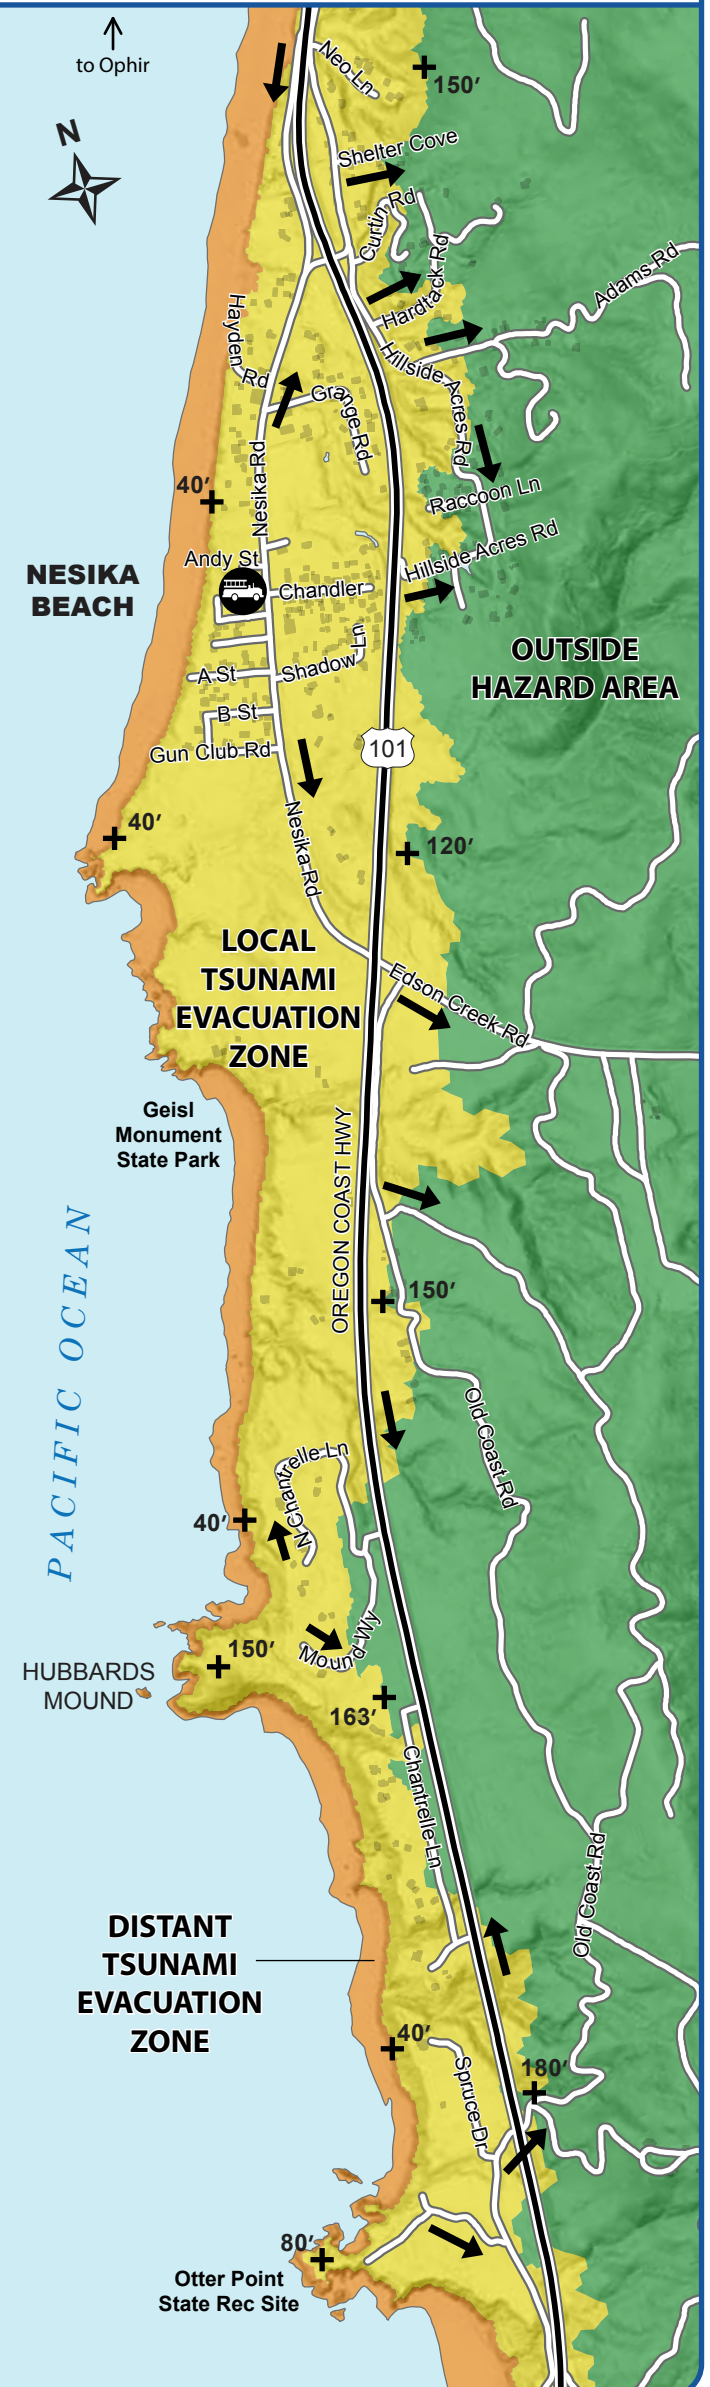 to Ophir
N
Neo Ln
150'
Shelter Cove
Curtin Rd
Hardtack Rd
Adams Rd
Hayden Rd
Hillside Acres Rd
Grange Rd
Nesika Rd
40'
Raccoon Ln
Andy St
Hillside Acres Rd
NESIKA
BEACH
Chandler
OUTSIDE
HAZARD AREA
Shadow Ln
A St
B St
Gun Club Rd
101
40'
Nesika Rd
120'
LOCAL
TSUNAMI
EVACUATION
ZONE
Edson Creek Rd
Geisl
Monument
State Park
OREGON COAST HWY
PACIFIC OCEAN
150'
Old Coast Rd
N Chantrelle Ln
40'
Mound Wy
150'
HUBBARDS
MOUND
163'
Chantrelle Ln
Old Coast Rd
DISTANT
TSUNAMI
EVACUATION
ZONE
40'
Spruce Dr
180'
80'
Otter Point
State Rec Site